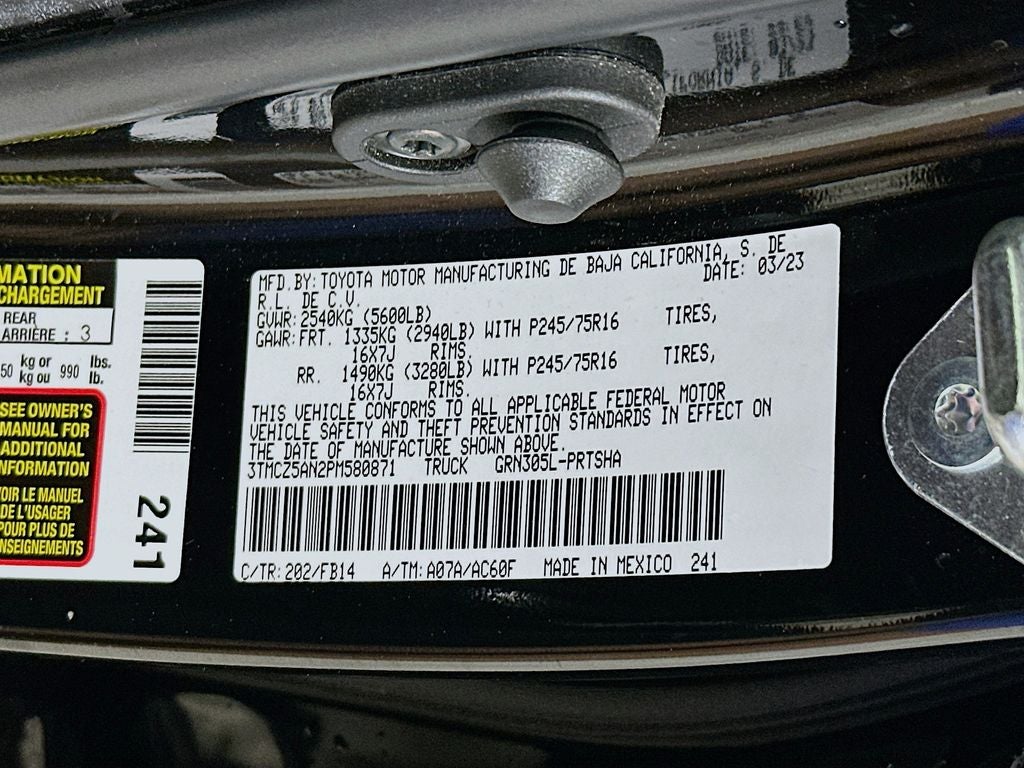 MATION
CHARGEMENT
REAR
ARRIÈRE : 3
50 kg or 990 lbs.
kg ou lb.
SEE OWNER'S
MANUAL FOR
ADDITIONAL
INFORMATION
VOIR LE MANUEL
DE L'USAGER
POUR PLUS DE
NSEIGNEMENTS
241
MFD.BY:TOYOTA MOTOR MANUFACTURING DE BAJA CALIFORNIA, S. DE
R.L. DE C.V. DATE: 03/23
GVWR:2540KG (5600LB)
GAWR:FRT. 1335KG (2940LB) WITH P245/75R16 TIRES,
16X7J RIMS.
RR. 1490KG (3280LB) WITH P245/75R16 TIRES,
16X7J RIMS.
THIS VEHICLE CONFORMS TO ALL APPLICABLE FEDERAL MOTOR
VEHICLE SAFETY AND THEFT PREVENTION STANDARDS IN EFFECT ON
THE DATE OF MANUFACTURE SHOWN ABOVE.
3TMCZ5AN2PM580871 TRUCK GRN305L-PRTSHA
C/TR:202/FB14 A/TM:A07A/AC60F MADE IN MEXICO 241